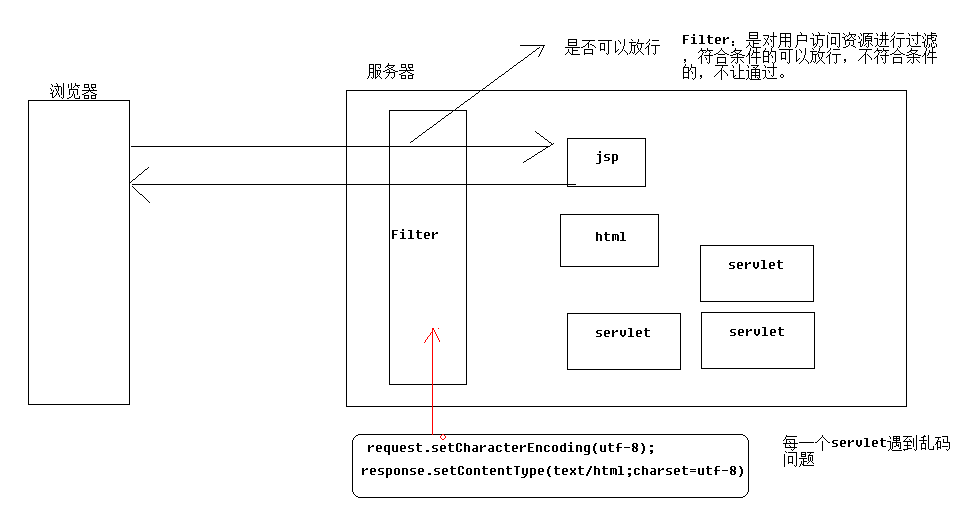 是否可以放行
Filter：是对用户访问资源进行过滤
，符合条件的可以放行，不符合条件
的，不让通过。
服务器
浏览器
jsp
Filter
html
servlet
servlet
servlet
request.setCharacterEncoding(utf-8);
response.setContentType(text/html;charset=utf-8)
每一个servlet遇到乱码
问题